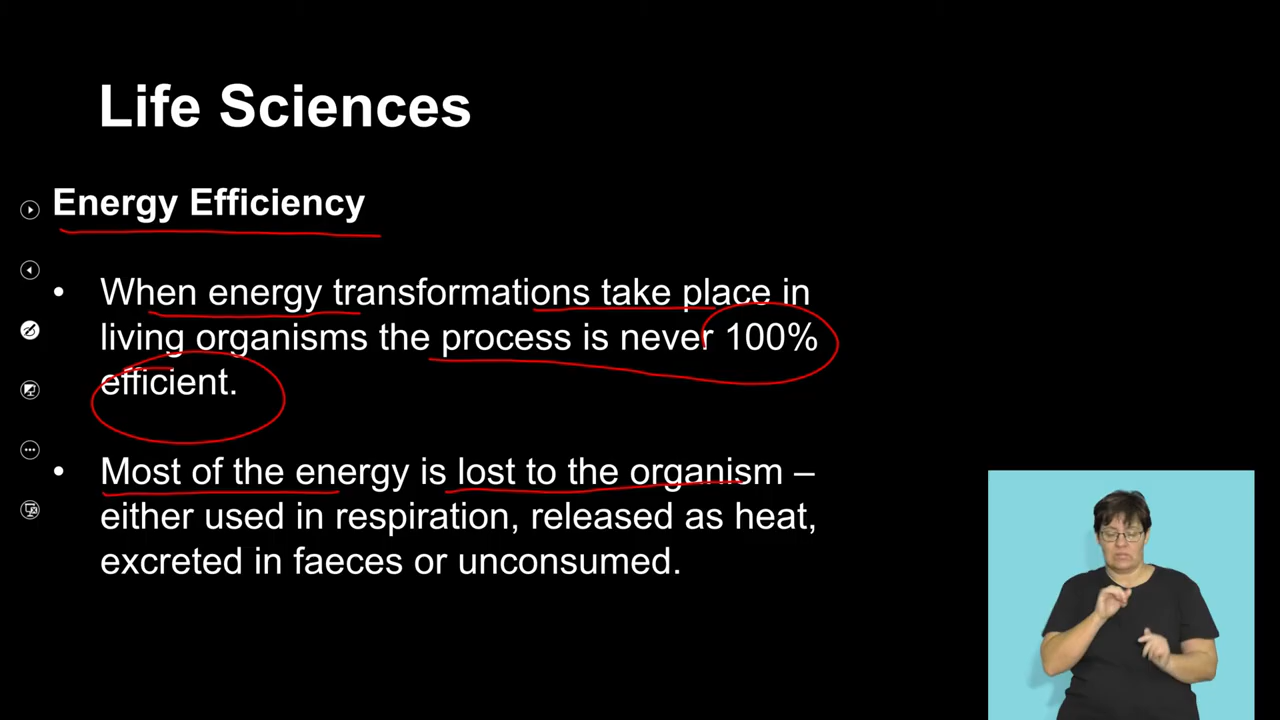 Life Sciences
Energy Efficiency
• When energy transformations take place in
living organisms the process is never 100%
efficient.
• Most of the energy is lost to the organism –
either used in respiration, released as heat,
excreted in faeces or unconsumed.